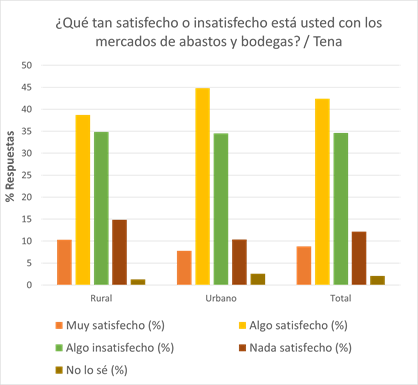 ¿Qué tan satisfecho o insatisfecho está usted con los
mercados de abastos y bodegas? / Tena
% Respuestas
50
45
40
35
30
25
20
15
10
5
0
Rural Urbano Total
Muy satisfecho (%) Algo satisfecho (%)
Algo insatisfecho (%) Nada satisfecho (%)
No lo sé (%)